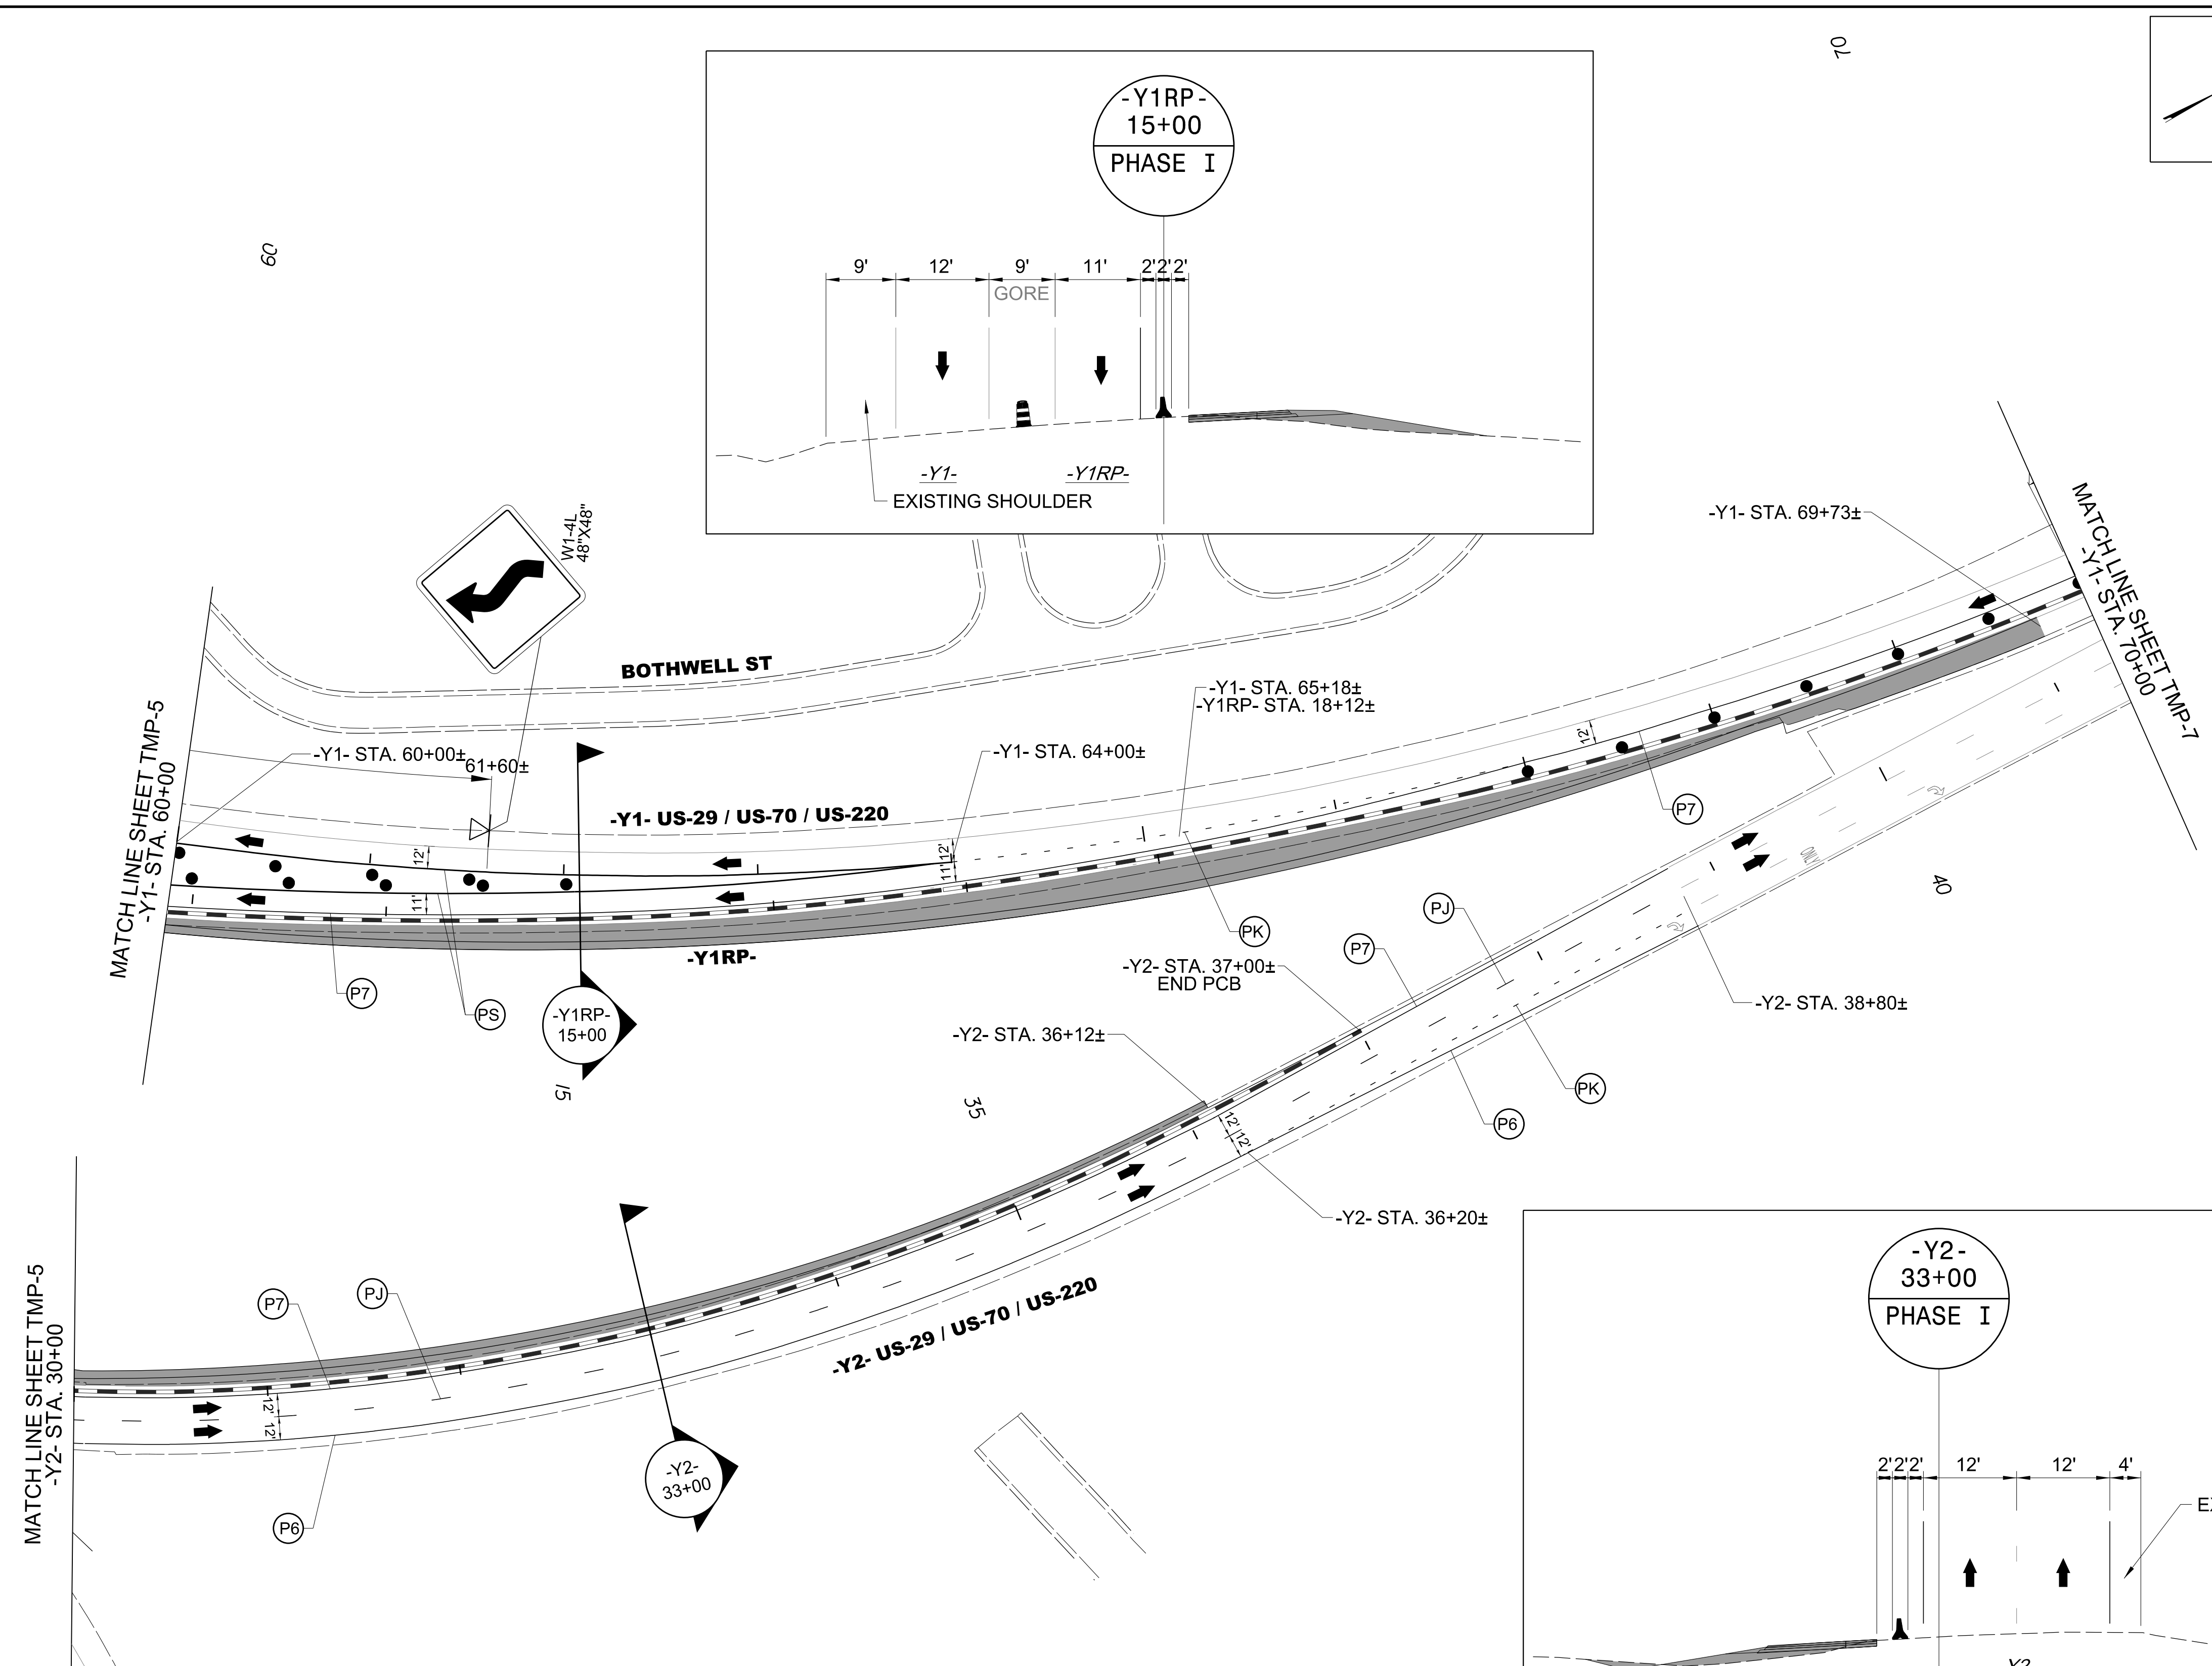 70
60
-Y1RP-
15+00
PHASE I
9'
12'
9'
11'
2'
2'
2'
GORE
-Y1-
-Y1RP-
EXISTING SHOULDER
W1-4L
48"X48"
BOTHWELL ST
-Y1- STA. 69+73±
MATCH LINE SHEET TMP-7
-Y1- STA. 70+00
MATCH LINE SHEET TMP-5
-Y1- STA. 60+00
-Y1- STA. 60+00±
61+60±
-Y1- STA. 65+18±
-Y1RP- STA. 18+12±
-Y1- STA. 64+00±
-Y1- US-29 / US-70 / US-220
12'
12'
12'
11'
11'
P7
-Y1RP-
P7
PS
-Y1RP-
15+00
15
PK
PJ
P7
40
-Y2- STA. 37+00±
END PCB
-Y2- STA. 38+80±
-Y2- STA. 36+12±
35
PK
P6
12'
12'
-Y2- STA. 36+20±
MATCH LINE SHEET TMP-5
-Y2- STA. 30+00
P7
PJ
12'
12'
-Y2- US-29 / US-70 / US-220
-Y2-
33+00
P6
-Y2-
33+00
PHASE I
2'
2'
2'
12'
12'
4'